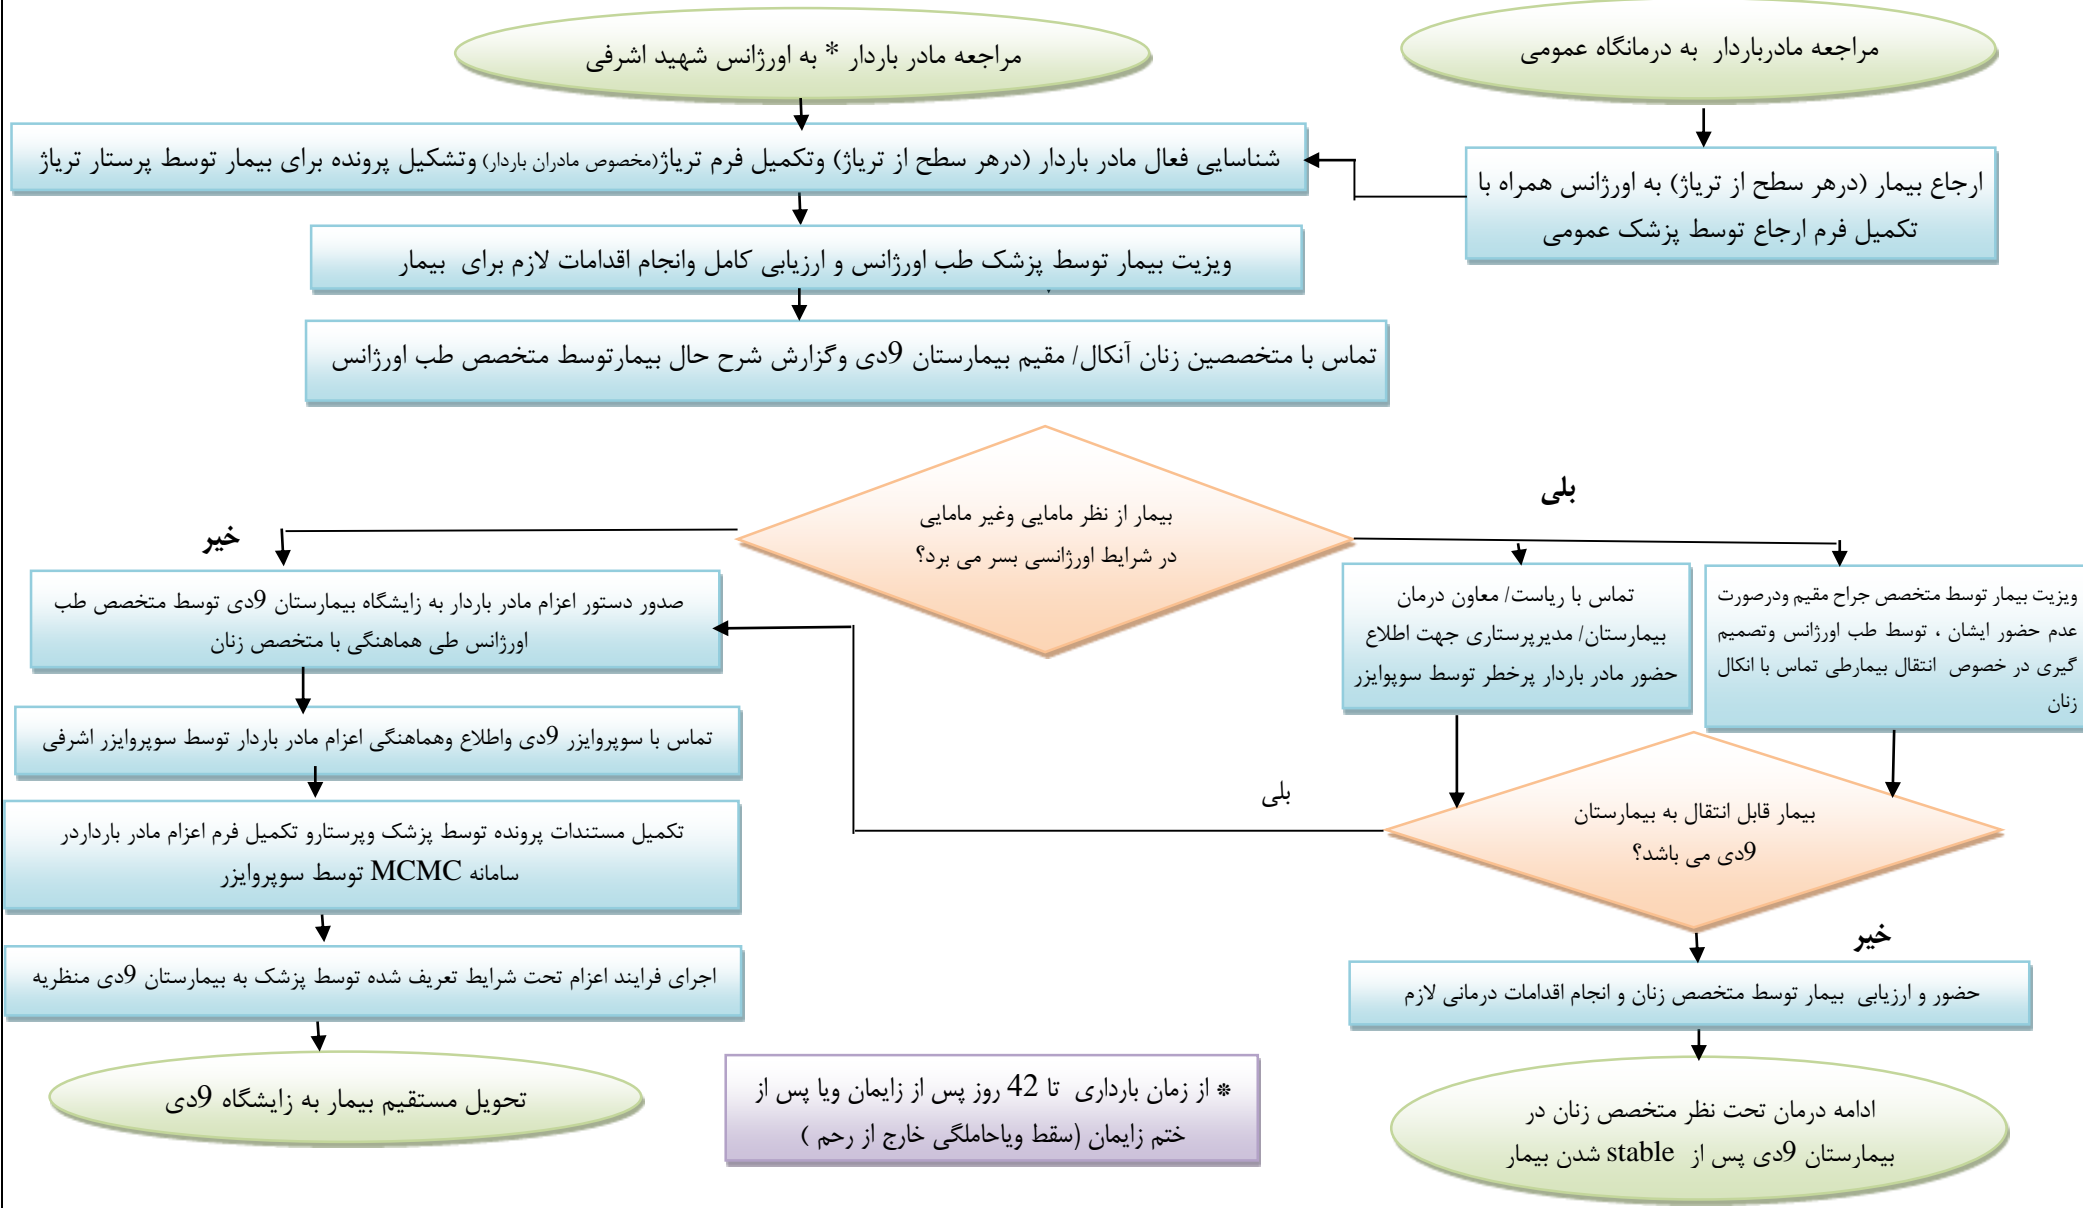 مراجعه مادرباردار به درمانگاه عمومی
مراجعه مادر باردار * به اورژانس شهید اشرفی
ارجاع بیمار (درهر سطح از تریاژ) به اورژانس همراه با
تکمیل فرم ارجاع توسط پزشک عمومی
شناسایی فعال مادر باردار (درهر سطح از تریاژ) وتکمیل فرم تریاژ(مخصوص مادران باردار) وتشکیل پرونده برای بیمار توسط پرستار تریاژ
ویزیت بیمار توسط پزشک طب اورژانس و ارزیابی کامل وانجام اقدامات لازم برای بیمار
تماس با متخصصین زنان آنکال/ مقیم بیمارستان 9دی وگزارش شرح حال بیمارتوسط متخصص طب اورژانس
بیمار از نظر مامایی وغیر مامایی
در شرایط اورژانسی بسر می برد؟
بلی
خیر
ویزیت بیمار توسط متخصص جراح مقیم ودرصورت
عدم حضور ایشان ، توسط طب اورژانس وتصمیم
گیری در خصوص انتقال بیمارطی تماس با انکال
زنان
تماس با ریاست/ معاون درمان
بیمارستان/ مدیرپرستاری جهت اطلاع
حضور مادر باردار پرخطر توسط سوپوایزر
صدور دستور اعزام مادر باردار به زایشگاه بیمارستان 9دی توسط متخصص طب
اورژانس طی هماهنگی با متخصص زنان
تماس با سوپروایزر 9دی واطلاع وهماهنگی اعزام مادر باردار توسط سوپروایزر اشرفی
بیمار قابل انتقال به بیمارستان
9دی می باشد؟
بلی
خیر
تکمیل مستندات پرونده توسط پزشک وپرستارو تکمیل فرم اعزام مادر بارداردر
سامانه MCMC توسط سوپروایزر
اجرای فرایند اعزام تحت شرایط تعریف شده توسط پزشک به بیمارستان 9دی منظریه
حضور و ارزیابی بیمار توسط متخصص زنان و انجام اقدامات درمانی لازم
ادامه درمان تحت نظر متخصص زنان در
بیمارستان 9دی پس از stable شدن بیمار
* از زمان بارداری تا 42 روز پس از زایمان ویا پس از
ختم زایمان (سقط ویاحاملگی خارج از رحم )
تحویل مستقیم بیمار به زایشگاه 9دی